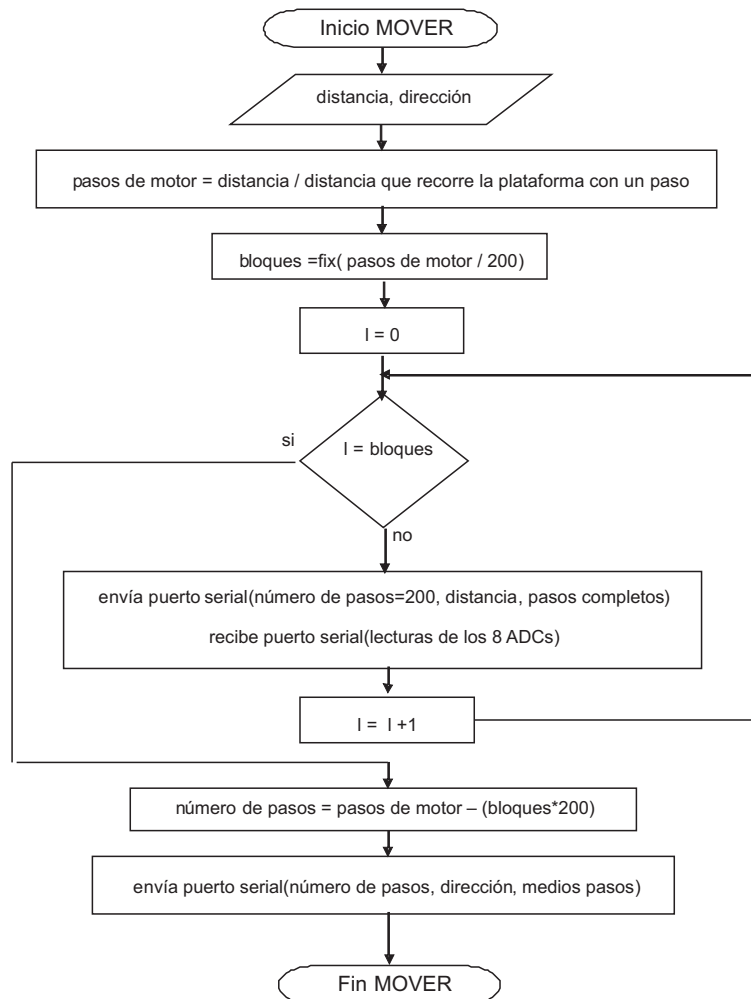 Inicio MOVER
distancia, dirección
pasos de motor = distancia / distancia que recorre la plataforma con un paso
bloques =fix( pasos de motor / 200)
I = 0
si
I = bloques
no
envía puerto serial(número de pasos=200, distancia, pasos completos)
recibe puerto serial(lecturas de los 8 ADCs)
I = I +1
número de pasos = pasos de motor – (bloques*200)
envía puerto serial(número de pasos, dirección, medios pasos)
Fin MOVER